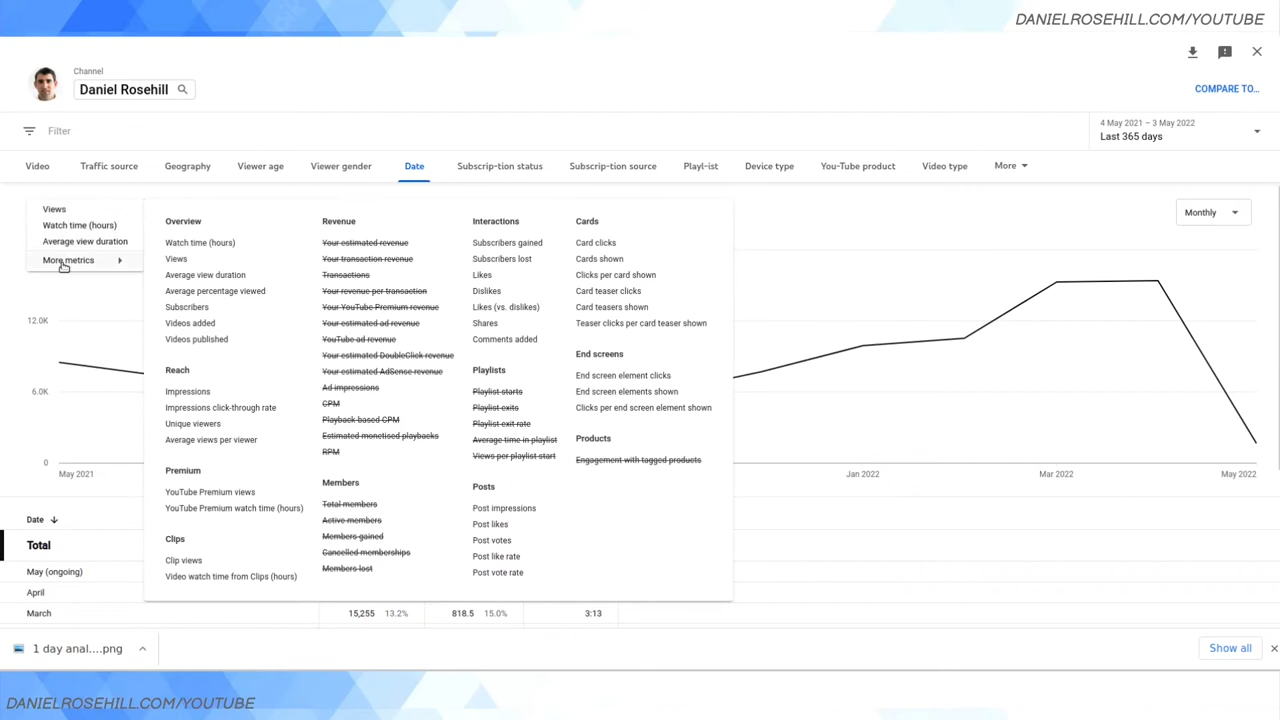 DANIELROSEHILL.COM/YOUTUBE
Channel
Daniel Rosehill
COMPARE TO...
Filter
4 May 2021 – 3 May 2022
Last 365 days
Video Traffic source Geography Viewer age Viewer gender Date Subscrip-tion status Subscrip-tion source Playl-ist Device type You-Tube product Video type More
Views
Watch time (hours)
Average view duration
More metrics
Monthly
Overview
Watch time (hours)
Views
Average view duration
Average percentage viewed
Subscribers
Videos added
Videos published
Reach
Impressions
Impressions click-through rate
Unique viewers
Average views per viewer
Premium
YouTube Premium views
YouTube Premium watch time (hours)
Clips
Clip views
Video watch time from Clips (hours)
Revenue
Your estimated revenue
Your transaction revenue
Transactions
Your revenue per transaction
Your YouTube Premium revenue
Your estimated ad revenue
YouTube ad revenue
Your estimated DoubleClick revenue
Your estimated AdSense revenue
Ad impressions
CPM
Playback-based CPM
Estimated monetised playbacks
RPM
Members
Total members
Active members
Members gained
Cancelled memberships
Members lost
Interactions
Subscribers gained
Subscribers lost
Likes
Dislikes
Likes (vs. dislikes)
Shares
Comments added
Playlists
Playlist starts
Playlist exits
Playlist exit rate
Average time in playlist
Views per playlist start
Posts
Post impressions
Post likes
Post votes
Post like rate
Post vote rate
Cards
Card clicks
Cards shown
Clicks per card shown
Card teaser clicks
Card teasers shown
Teaser clicks per card teaser shown
End screens
End screen element clicks
End screen elements shown
Clicks per end screen element shown
Products
Engagement with tagged products
12.0K
6.0K
0
May 2021 Jan 2022 Mar 2022 May 2022
Date
Total
May (ongoing)
April
March 15,255 13.2% 818.5 15.0% 3:13
1 day anal....png
Show all
DANIELROSEHILL.COM/YOUTUBE